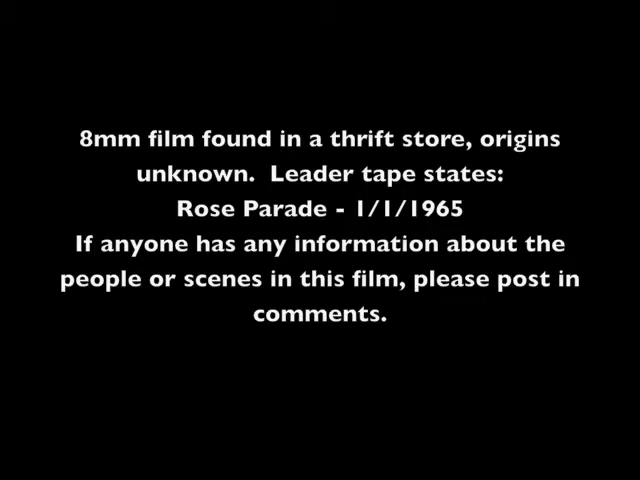 8mm film found in a thrift store, origins
unknown.  Leader tape states:
Rose Parade - 1/1/1965
If anyone has any information about the
people or scenes in this film, please post in
comments.